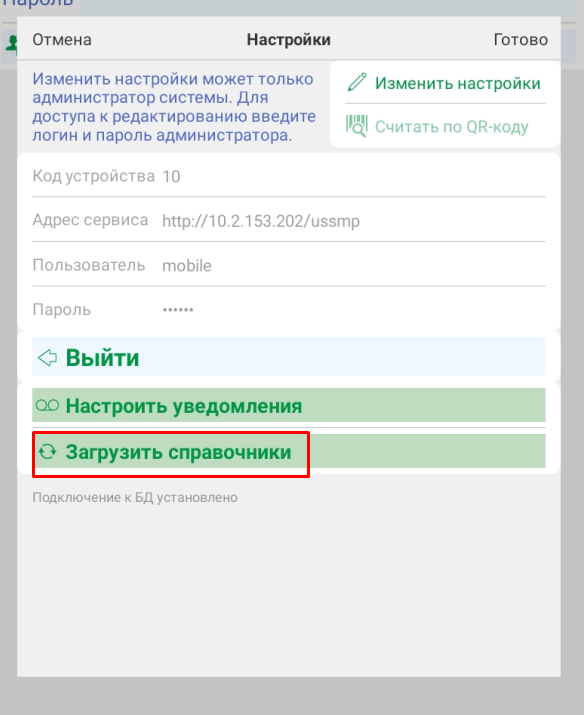 Пароль
Отмена
Настройки
Готово
Изменить настройки может только
администратор системы. Для
доступа к редактированию введите
логин и пароль администратора.
Изменить настройки
Считать по QR-коду
Код устройства 10
Адрес сервиса http://10.2.153.202/ussmp
Пользователь mobile
Пароль ••••••
Выйти
Настроить уведомления
Загрузить справочники
Подключение к БД установлено